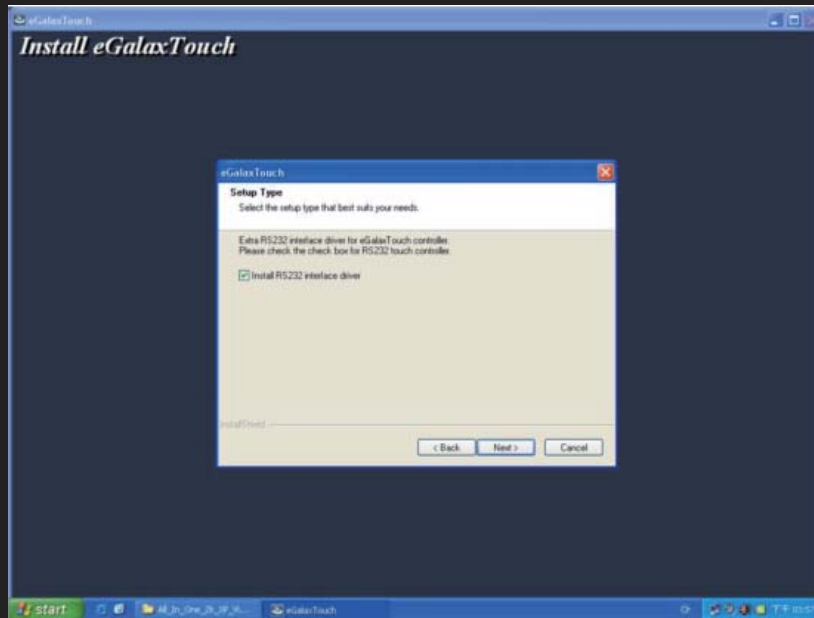 eGalaxTouch
Install eGalaxTouch
eGalaxTouch
Setup Type
Select the setup type that best suits your needs.
Extra RS232 interface driver for eGalaxTouch controller.
Please check the check box for RS232 touch controller.
Install RS232 interface driver
InstallShield
< Back
Next >
Cancel
start
eGalaxTouch
下午